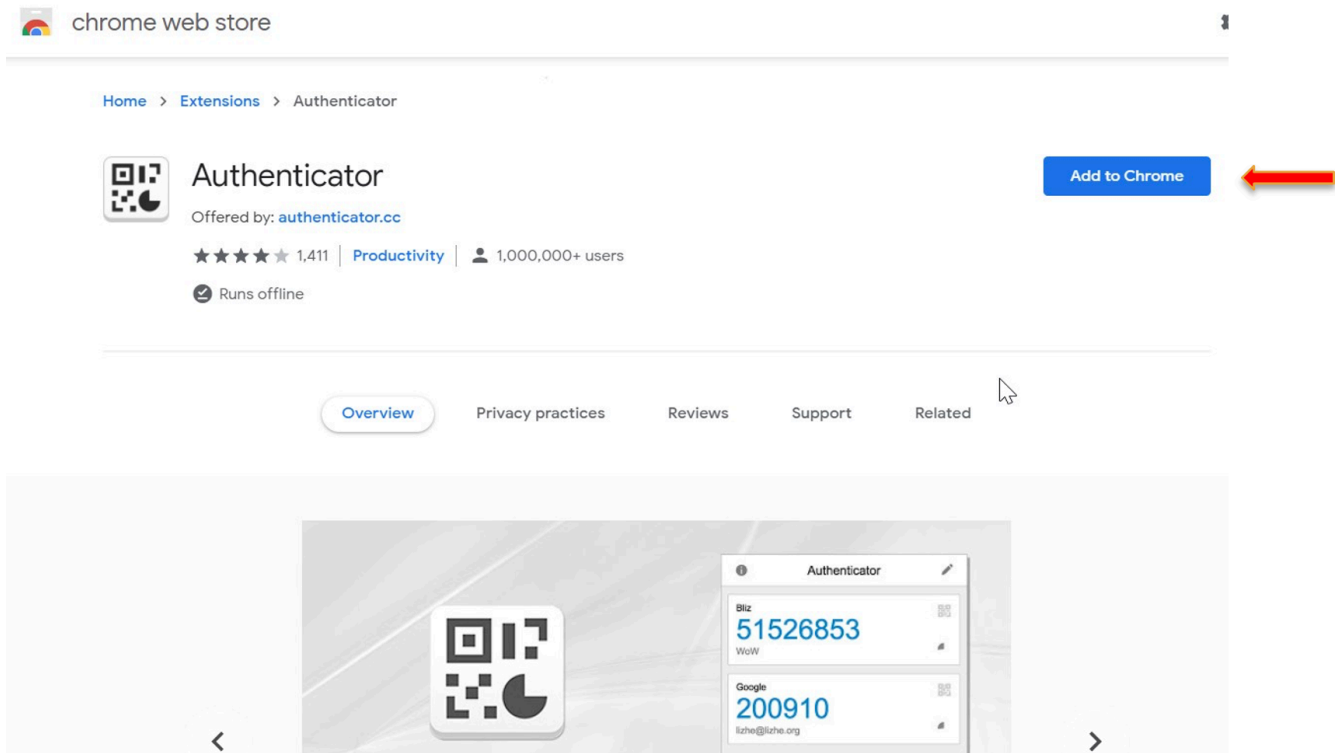 chrome web store
Home > Extensions > Authenticator
Authenticator
Add to Chrome
Offered by: authenticator.cc
1,411 | Productivity | 1,000,000+ users
Runs offline
Overview Privacy practices Reviews Support Related
Authenticator
Bliz
51526853
WoW
Google
200910
lizhe@lizhe.org